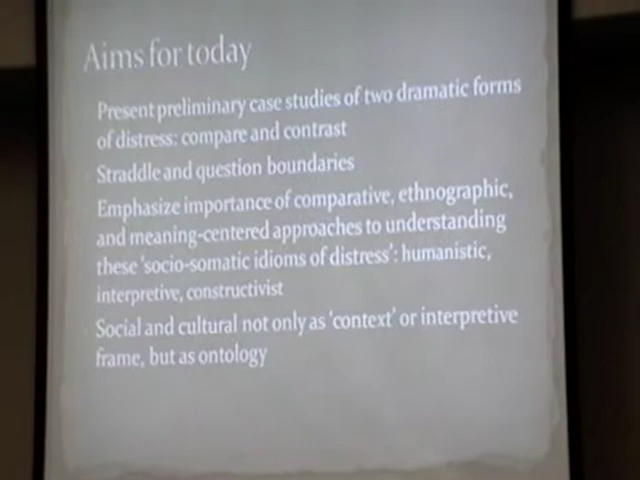 Aims for today
Present preliminary case studies of two dramatic forms
of distress: compare and contrast
Straddle and question boundaries
Emphasize importance of comparative, ethnographic,
and meaning-centered approaches to understanding
these 'socio-somatic idioms of distress': humanistic,
interpretive, constructivist
Social and cultural not only as 'context' or interpretive
frame, but as ontology